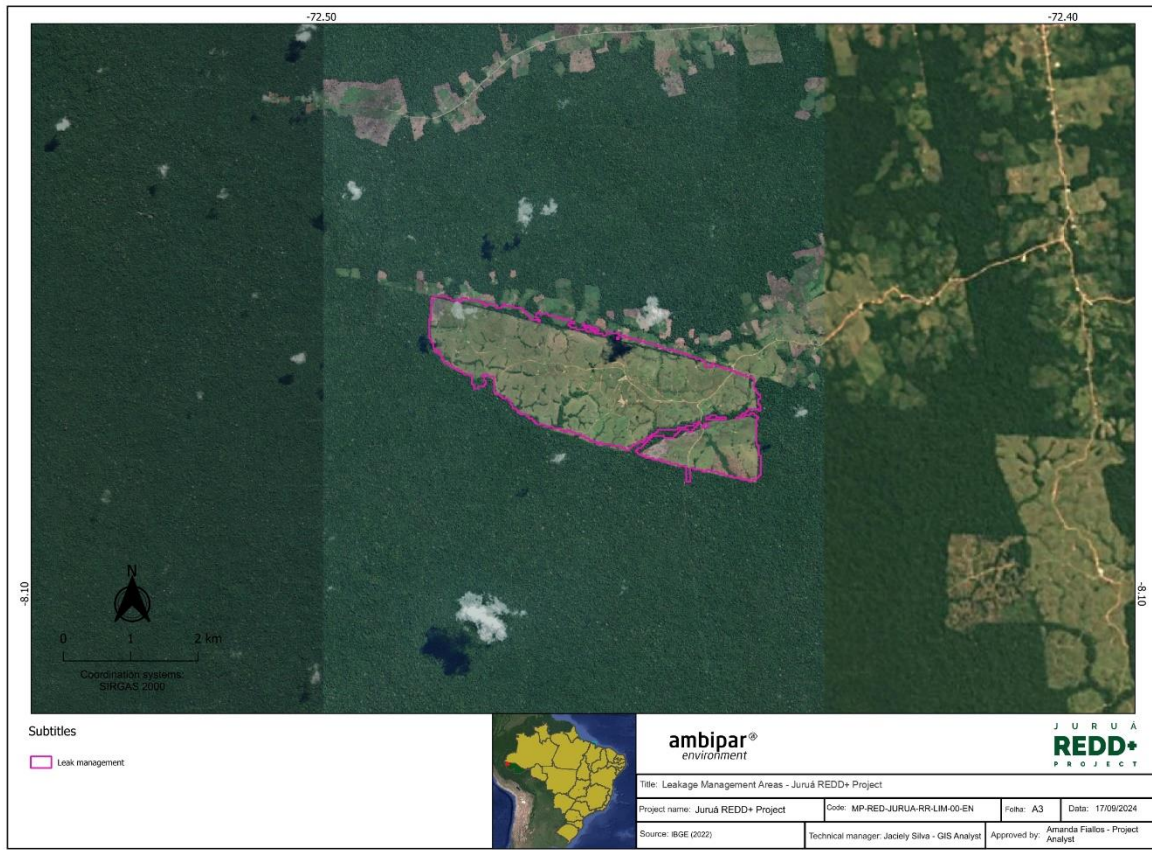 -72.50
-72.40
-8.10
-8.10
N
0 1 2 km
Coordination systems:
SIRGAS 2000
Subtitles
Leak management
ambipar®
environment
JURUÁ
REDD+
PROJECT
Title: Leakage Management Areas - Juruá REDD+ Project
Project name: Juruá REDD+ Project
Code: MP-RED-JURUA-RR-LIM-00-EN
Folha: A3
Data: 17/09/2024
Source: IBGE (2022)
Technical manager: Jaciely Silva - GIS Analyst
Approved by: Amanda Fiallos - Project
Analyst